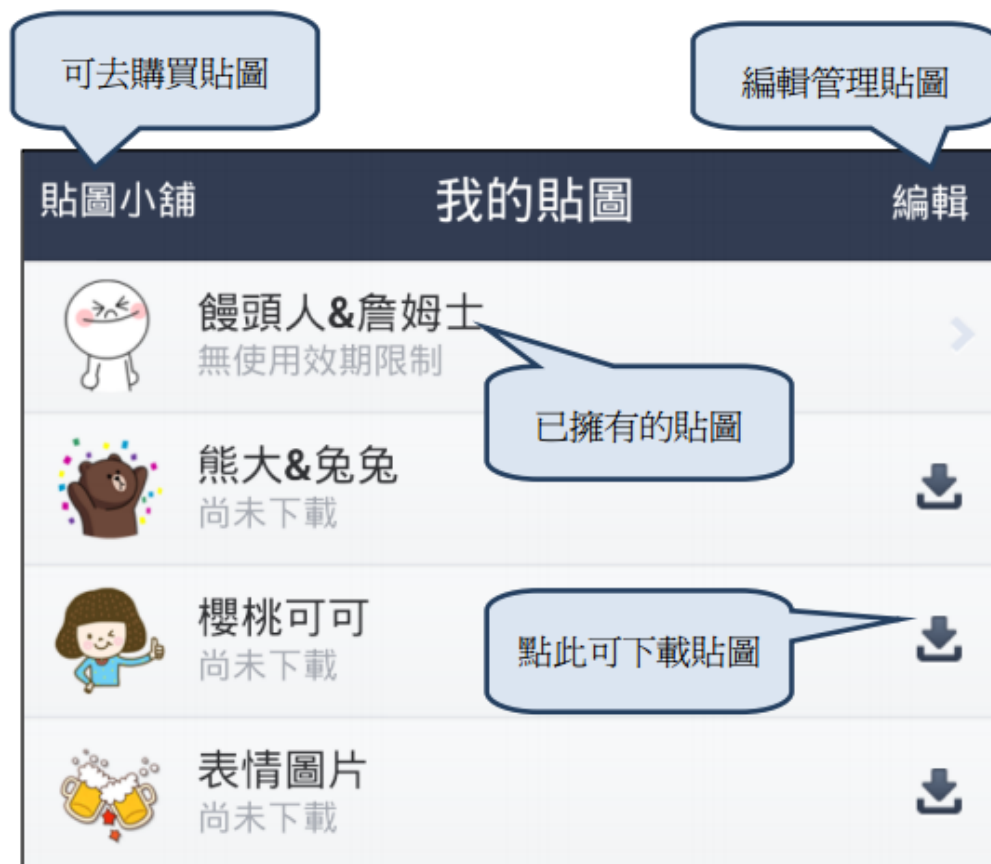 可去購買貼圖
編輯管理貼圖
貼圖小舖
我的貼圖
編輯
饅頭人&詹姆士
無使用效期限制
已擁有的貼圖
熊大&兔兔
尚未下載
櫻桃可可
尚未下載
點此可下載貼圖
表情圖片
尚未下載